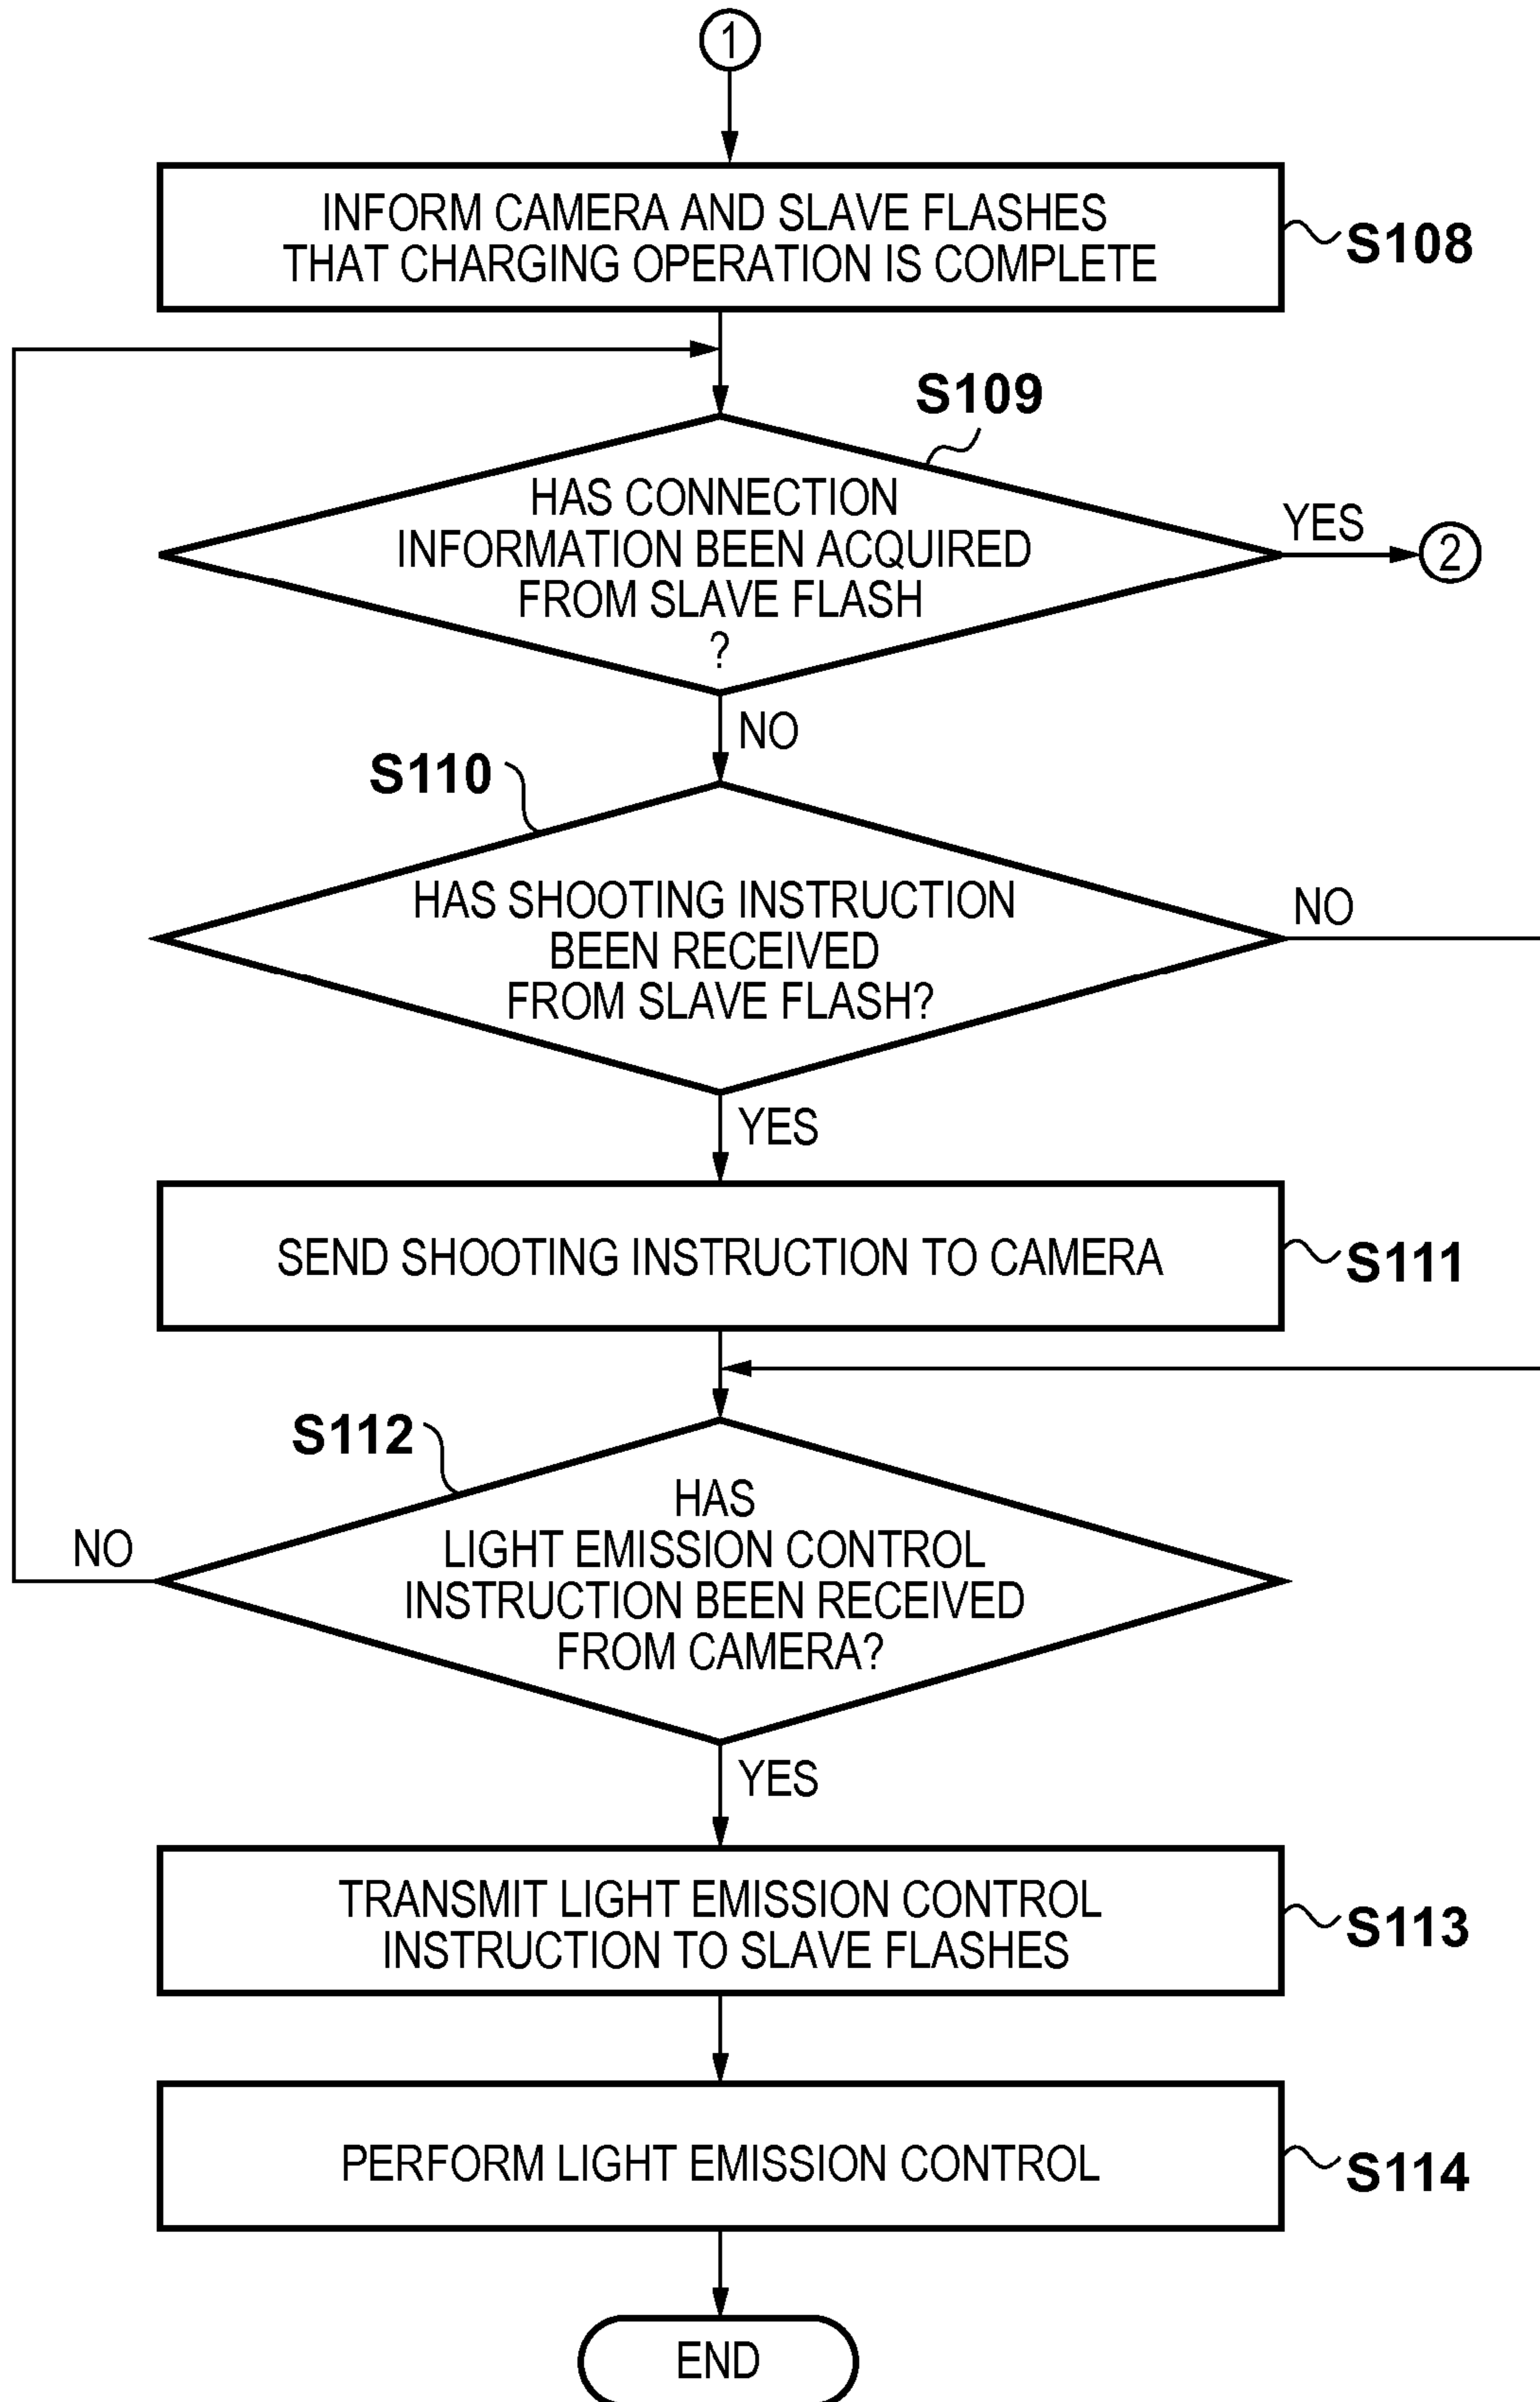 1
INFORM CAMERA AND SLAVE FLASHES
THAT CHARGING OPERATION IS COMPLETE
S108
S109
HAS CONNECTION
INFORMATION BEEN ACQUIRED
FROM SLAVE FLASH
?
YES
2
NO
S110
HAS SHOOTING INSTRUCTION
BEEN RECEIVED
FROM SLAVE FLASH?
NO
YES
SEND SHOOTING INSTRUCTION TO CAMERA
S111
S112
HAS
LIGHT EMISSION CONTROL
INSTRUCTION BEEN RECEIVED
FROM CAMERA?
NO
YES
TRANSMIT LIGHT EMISSION CONTROL
INSTRUCTION TO SLAVE FLASHES
S113
PERFORM LIGHT EMISSION CONTROL
S114
END